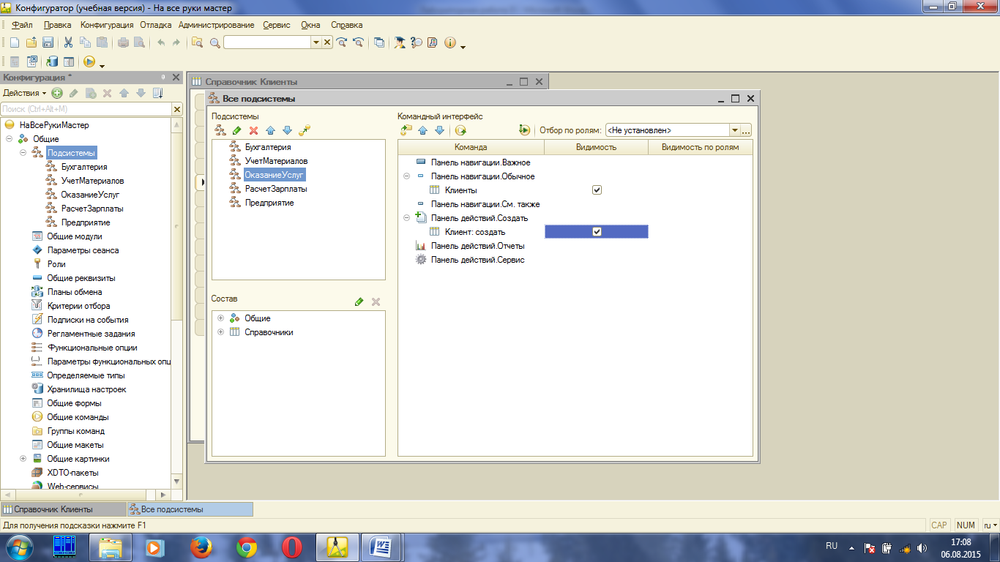 Конфигуратор (учебная версия) - На все руки мастер
Файл Правка Конфигурация Отладка Администрирование Сервис Окна Справка
Конфигурация *
Действия
Поиск (Ctrl+Alt+M)
НаВсеРукиМастер
Общие
Подсистемы
Бухгалтерия
УчетМатериалов
ОказаниеУслуг
РасчетЗарплаты
Предприятие
Общие модули
Параметры сеанса
Роли
Общие реквизиты
Планы обмена
Критерии отбора
Подписки на события
Регламентные задания
Функциональные опции
Параметры функциональных опц
Определяемые типы
Хранилища настроек
Общие формы
Общие команды
Группы команд
Общие макеты
Общие картинки
XDTO-пакеты
Web-сервисы
Справочник Клиенты
Все подсистемы
Подсистемы
Бухгалтерия
УчетМатериалов
ОказаниеУслуг
РасчетЗарплаты
Предприятие
Состав
Общие
Справочники
Командный интерфейс
Отбор по ролям: <Не установлен>
Команда Видимость Видимость по ролям
Панель навигации.Важное
Панель навигации.Обычное
Клиенты
Панель навигации.См. также
Панель действий.Создать
Клиент: создать
Панель действий.Отчеты
Панель действий.Сервис
Справочник Клиенты Все подсистемы
Для получения подсказки нажмите F1
CAP NUM ru
RU
17:08
06.08.2015